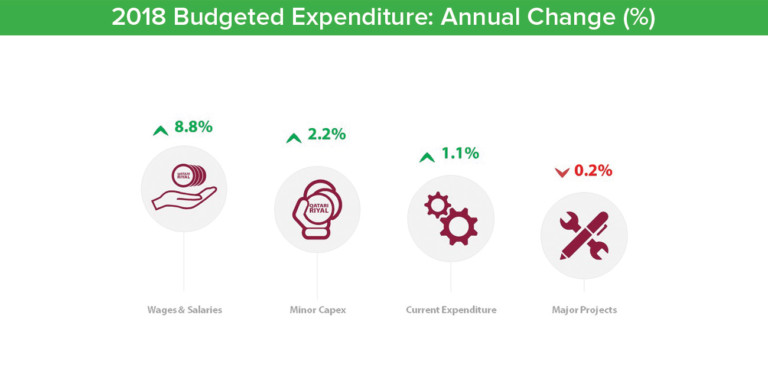 2018 Budgeted Expenditure: Annual Change (%)
8.8%
2.2%
1.1%
0.2%
QATARI
RIYAL
QATARI
RIYAL
Wages & Salaries
Minor Capex
Current Expenditure
Major Projects